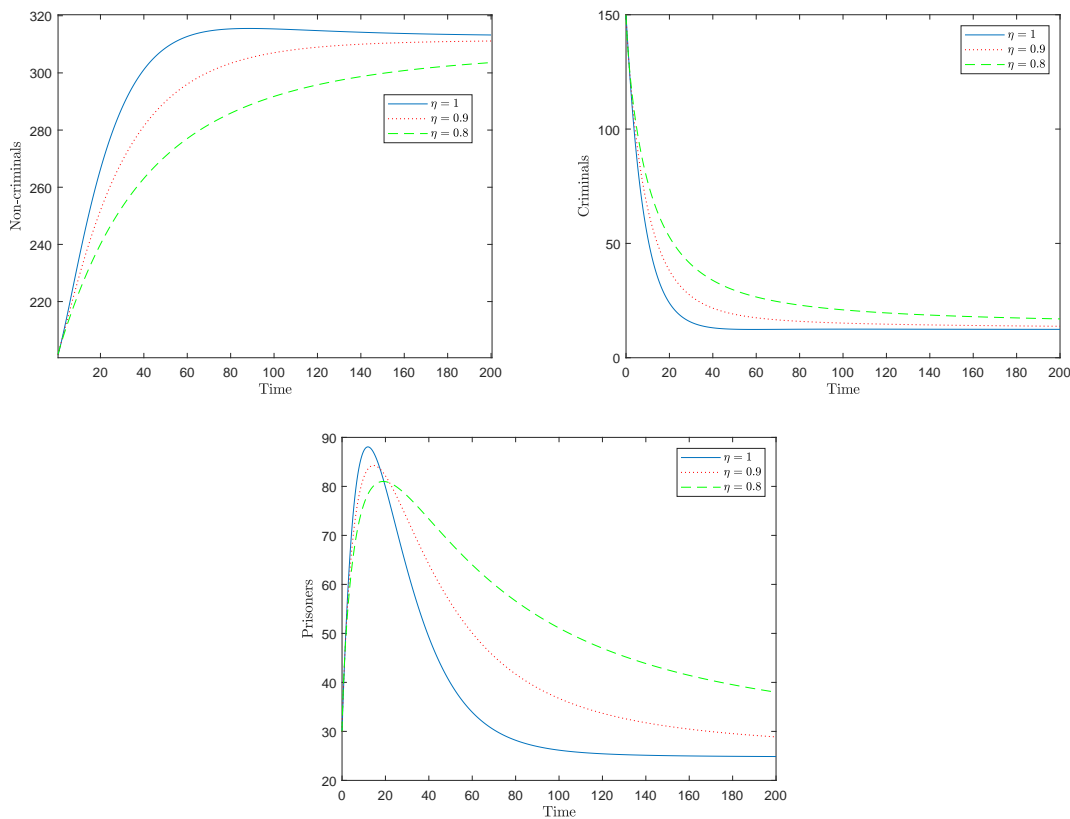 320
300
280
260
240
220
Non-criminals
η = 1
η = 0.9
η = 0.8
20 40 60 80 100 120 140 160 180 200
Time
150
100
50
0
Criminals
η = 1
η = 0.9
η = 0.8
0 20 40 60 80 100 120 140 160 180 200
Time
90
80
70
60
50
40
30
20
Prisoners
η = 1
η = 0.9
η = 0.8
0 20 40 60 80 100 120 140 160 180 200
Time